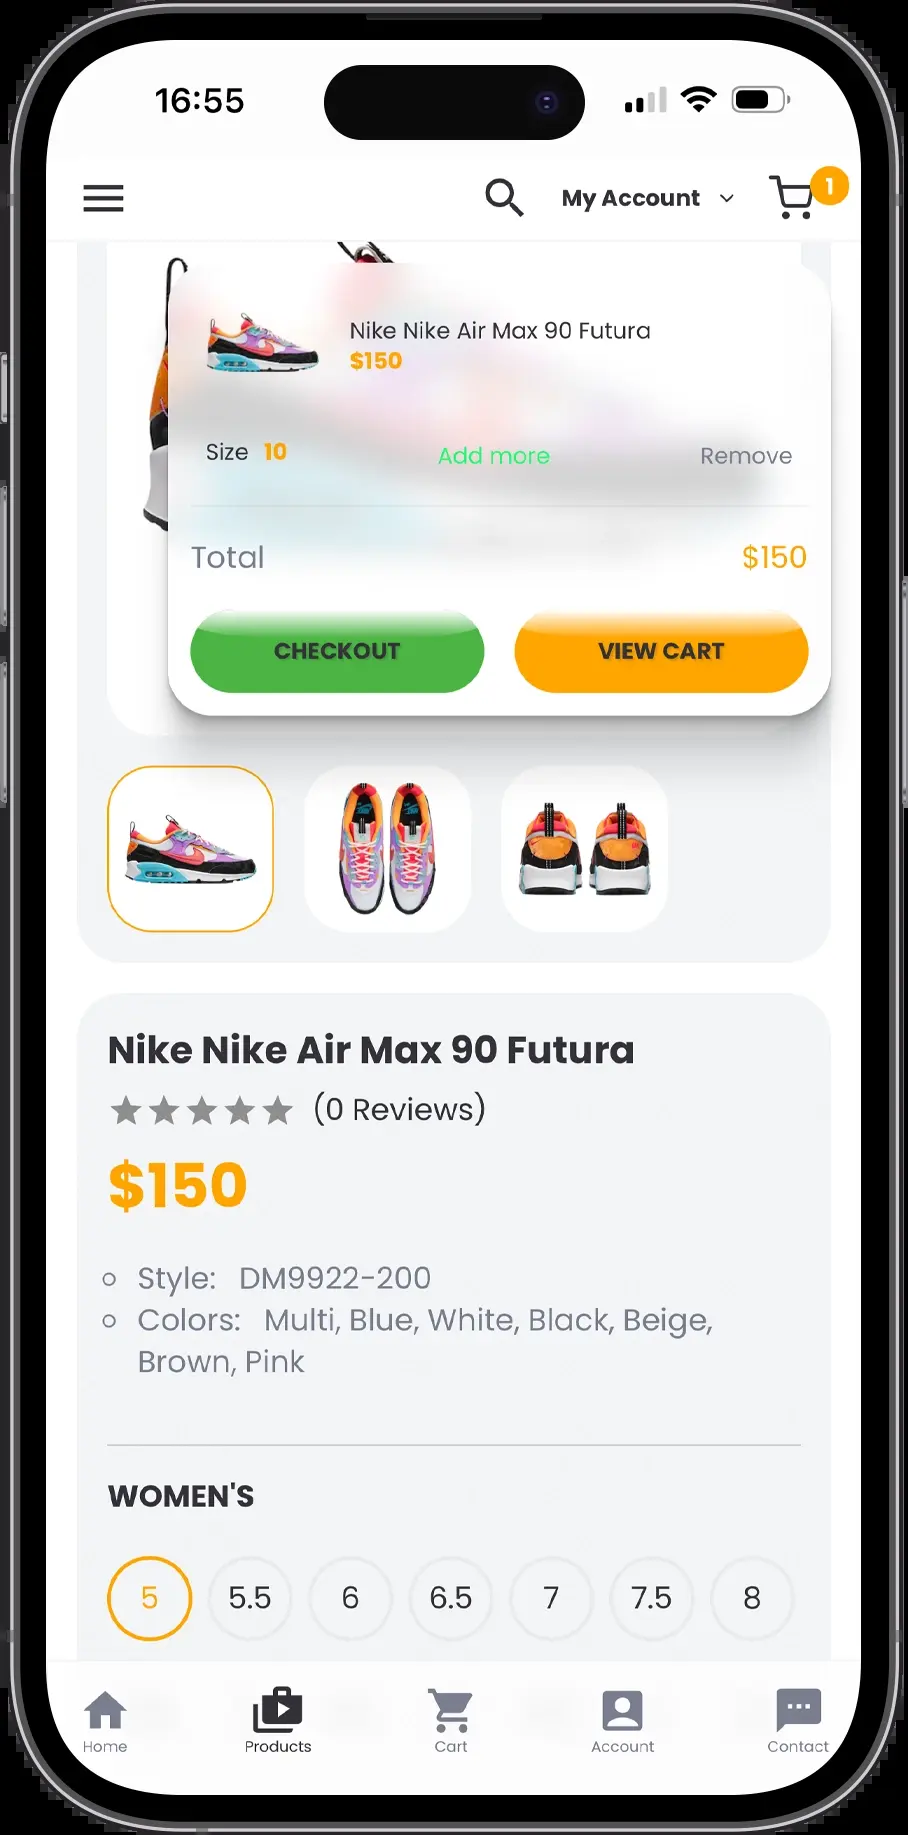 16:55
My Account
1
Nike Nike Air Max 90 Futura
$150
Size 10
Add more
Remove
Total
$150
CHECKOUT
VIEW CART
Nike Nike Air Max 90 Futura
(0 Reviews)
$150
Style: DM9922-200
Colors: Multi, Blue, White, Black, Beige,
Brown, Pink
WOMEN'S
5 5.5 6 6.5 7 7.5 8
Home Products Cart Account Contact